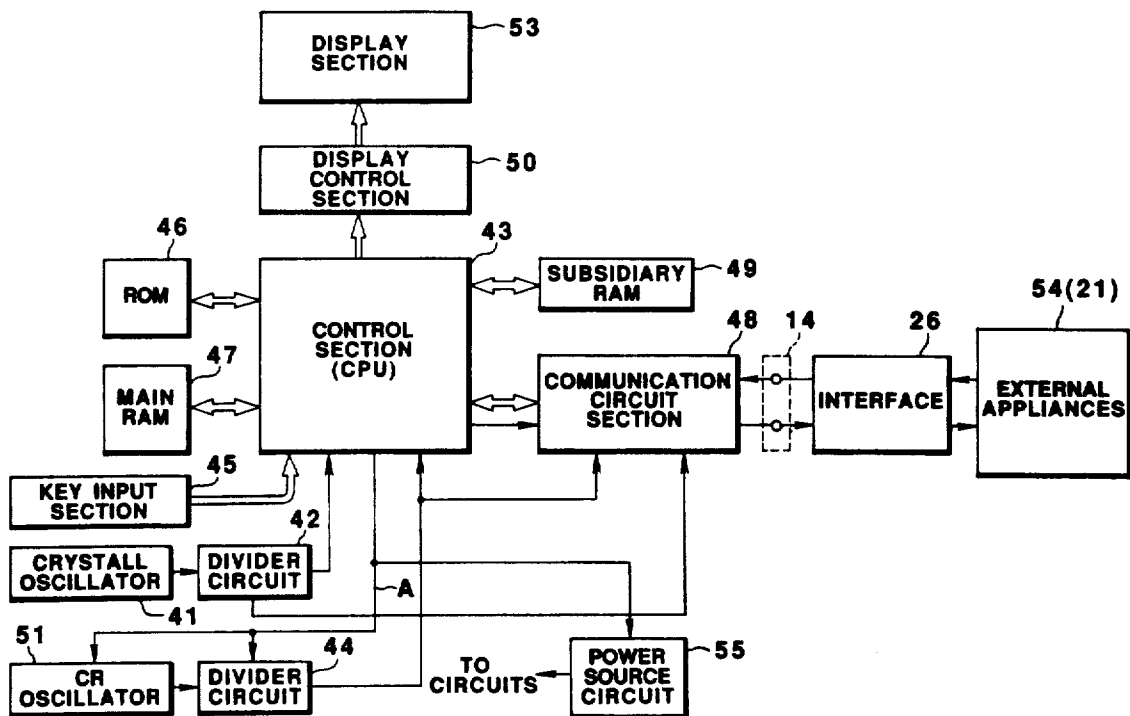 DISPLAY
SECTION
53
DISPLAY
CONTROL
SECTION
50
46
ROM
43
CONTROL
SECTION
(CPU)
SUBSIDIARY
RAM
49
54(21)
EXTERNAL
APPLIANCES
47
MAIN
RAM
48
COMMUNICATION
CIRCUIT
SECTION
14
26
INTERFACE
45
KEY INPUT
SECTION
42
CRYSTALL
OSCILLATOR
41
DIVIDER
CIRCUIT
A
51
CR
OSCILLATOR
44
DIVIDER
CIRCUIT
TO
CIRCUITS
POWER
SOURCE
CIRCUIT
55